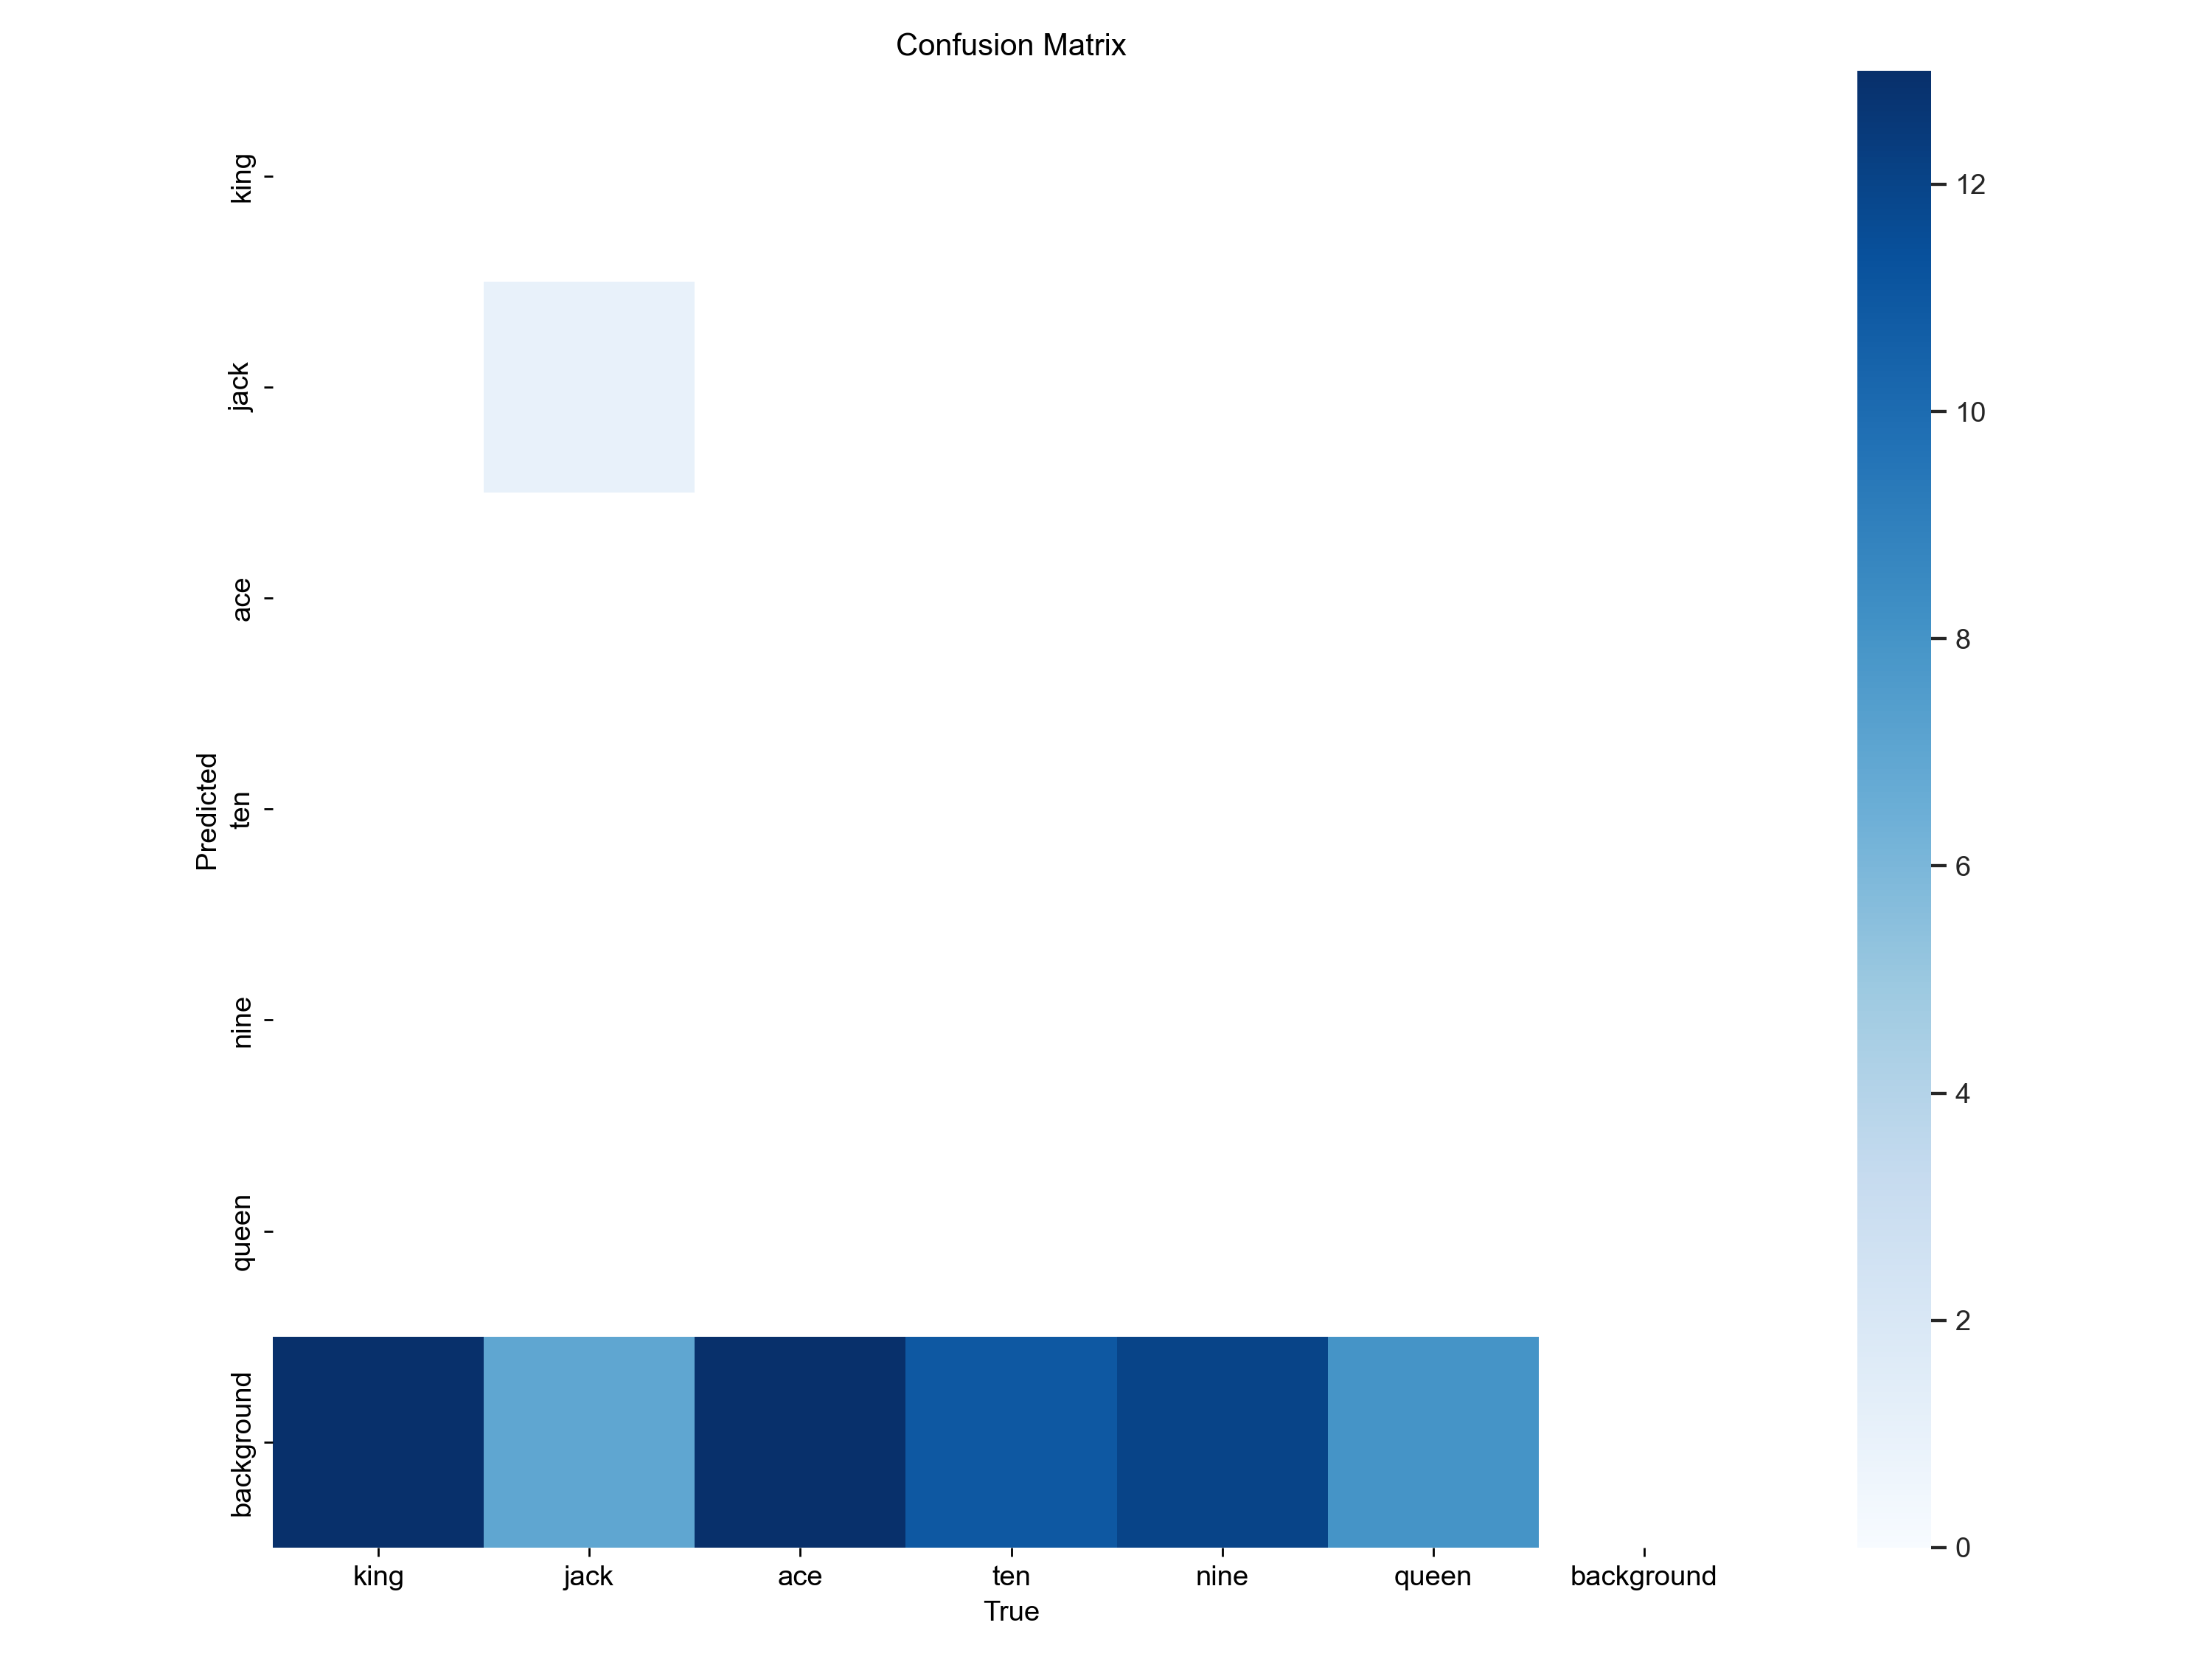 Confusion Matrix
king
jack
ace
ten
nine
queen
background
Predicted
king jack ace ten nine queen background
True
12
10
8
6
4
2
0